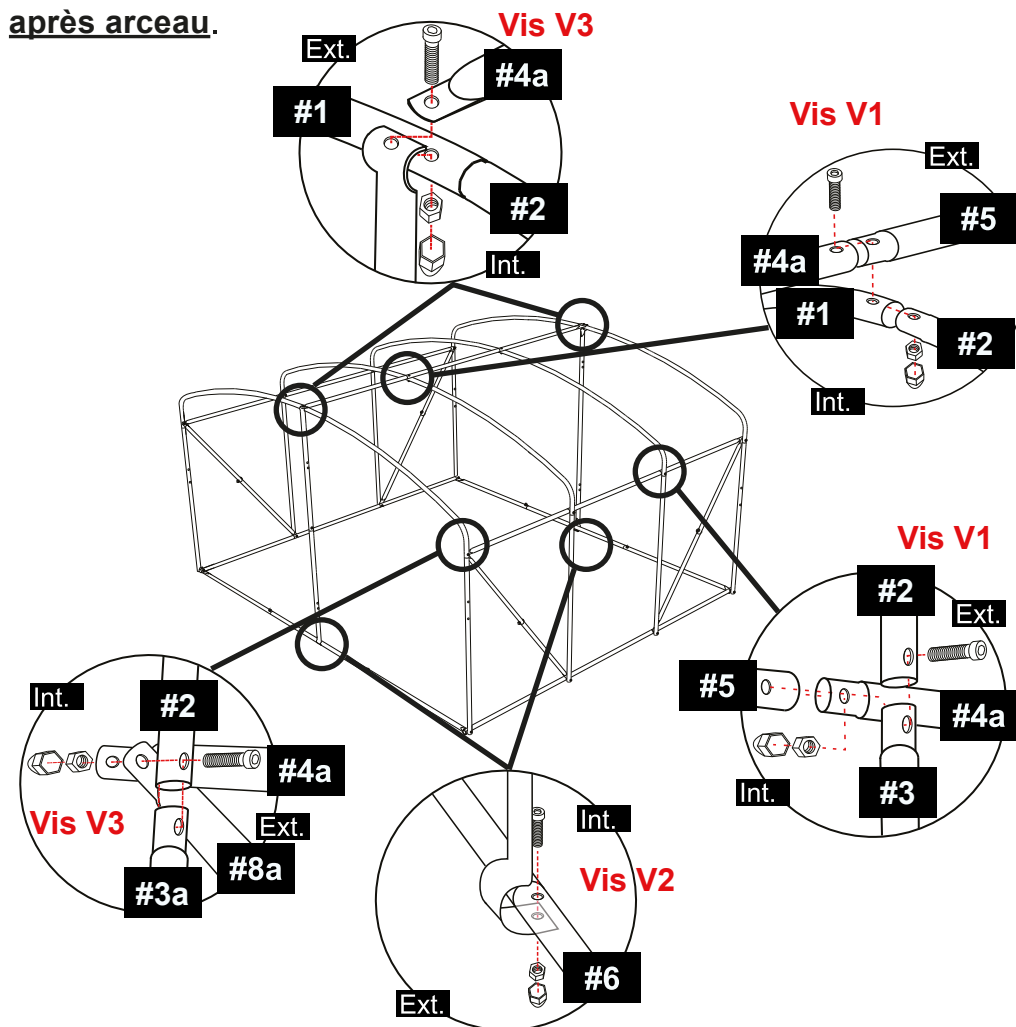 après arceau.
Vis V3
Ext.
#4a
#1
#2
Int.
Vis V1
Ext.
#5
#4a
#1
#2
Int.
Vis V1
#2
Ext.
#5
#4a
Int.
#3
Int.
#2
#4a
Vis V3
Ext.
#8a
#3a
Int.
Vis V2
#6
Ext.